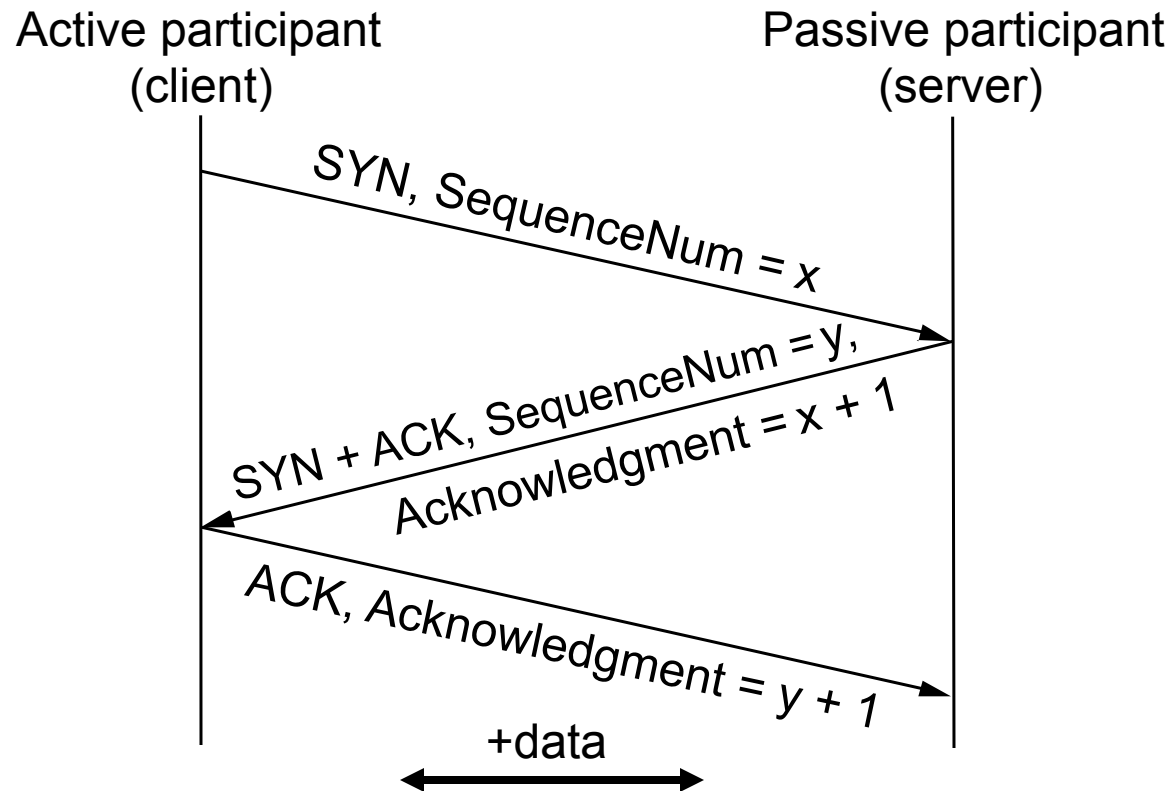 Active participant
(client)
Passive participant
(server)
SYN, SequenceNum = x
SYN + ACK, SequenceNum = y,
Acknowledgment = x + 1
ACK, Acknowledgment = y + 1
+data